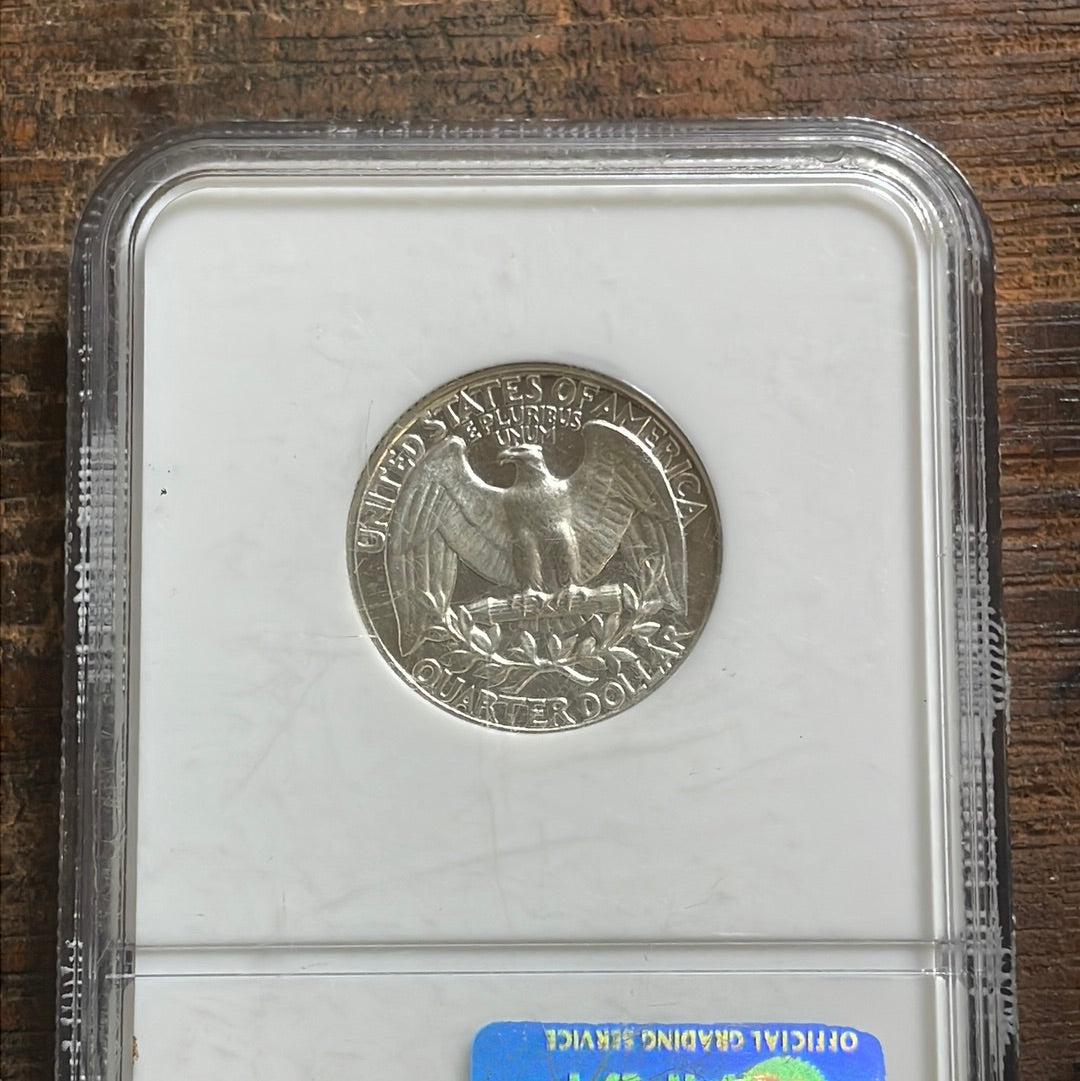 UNITED STATES OF AMERICA
E PLURIBUS
UNUM
QUARTER DOLLAR
OFFICIAL GRADING SERVICE